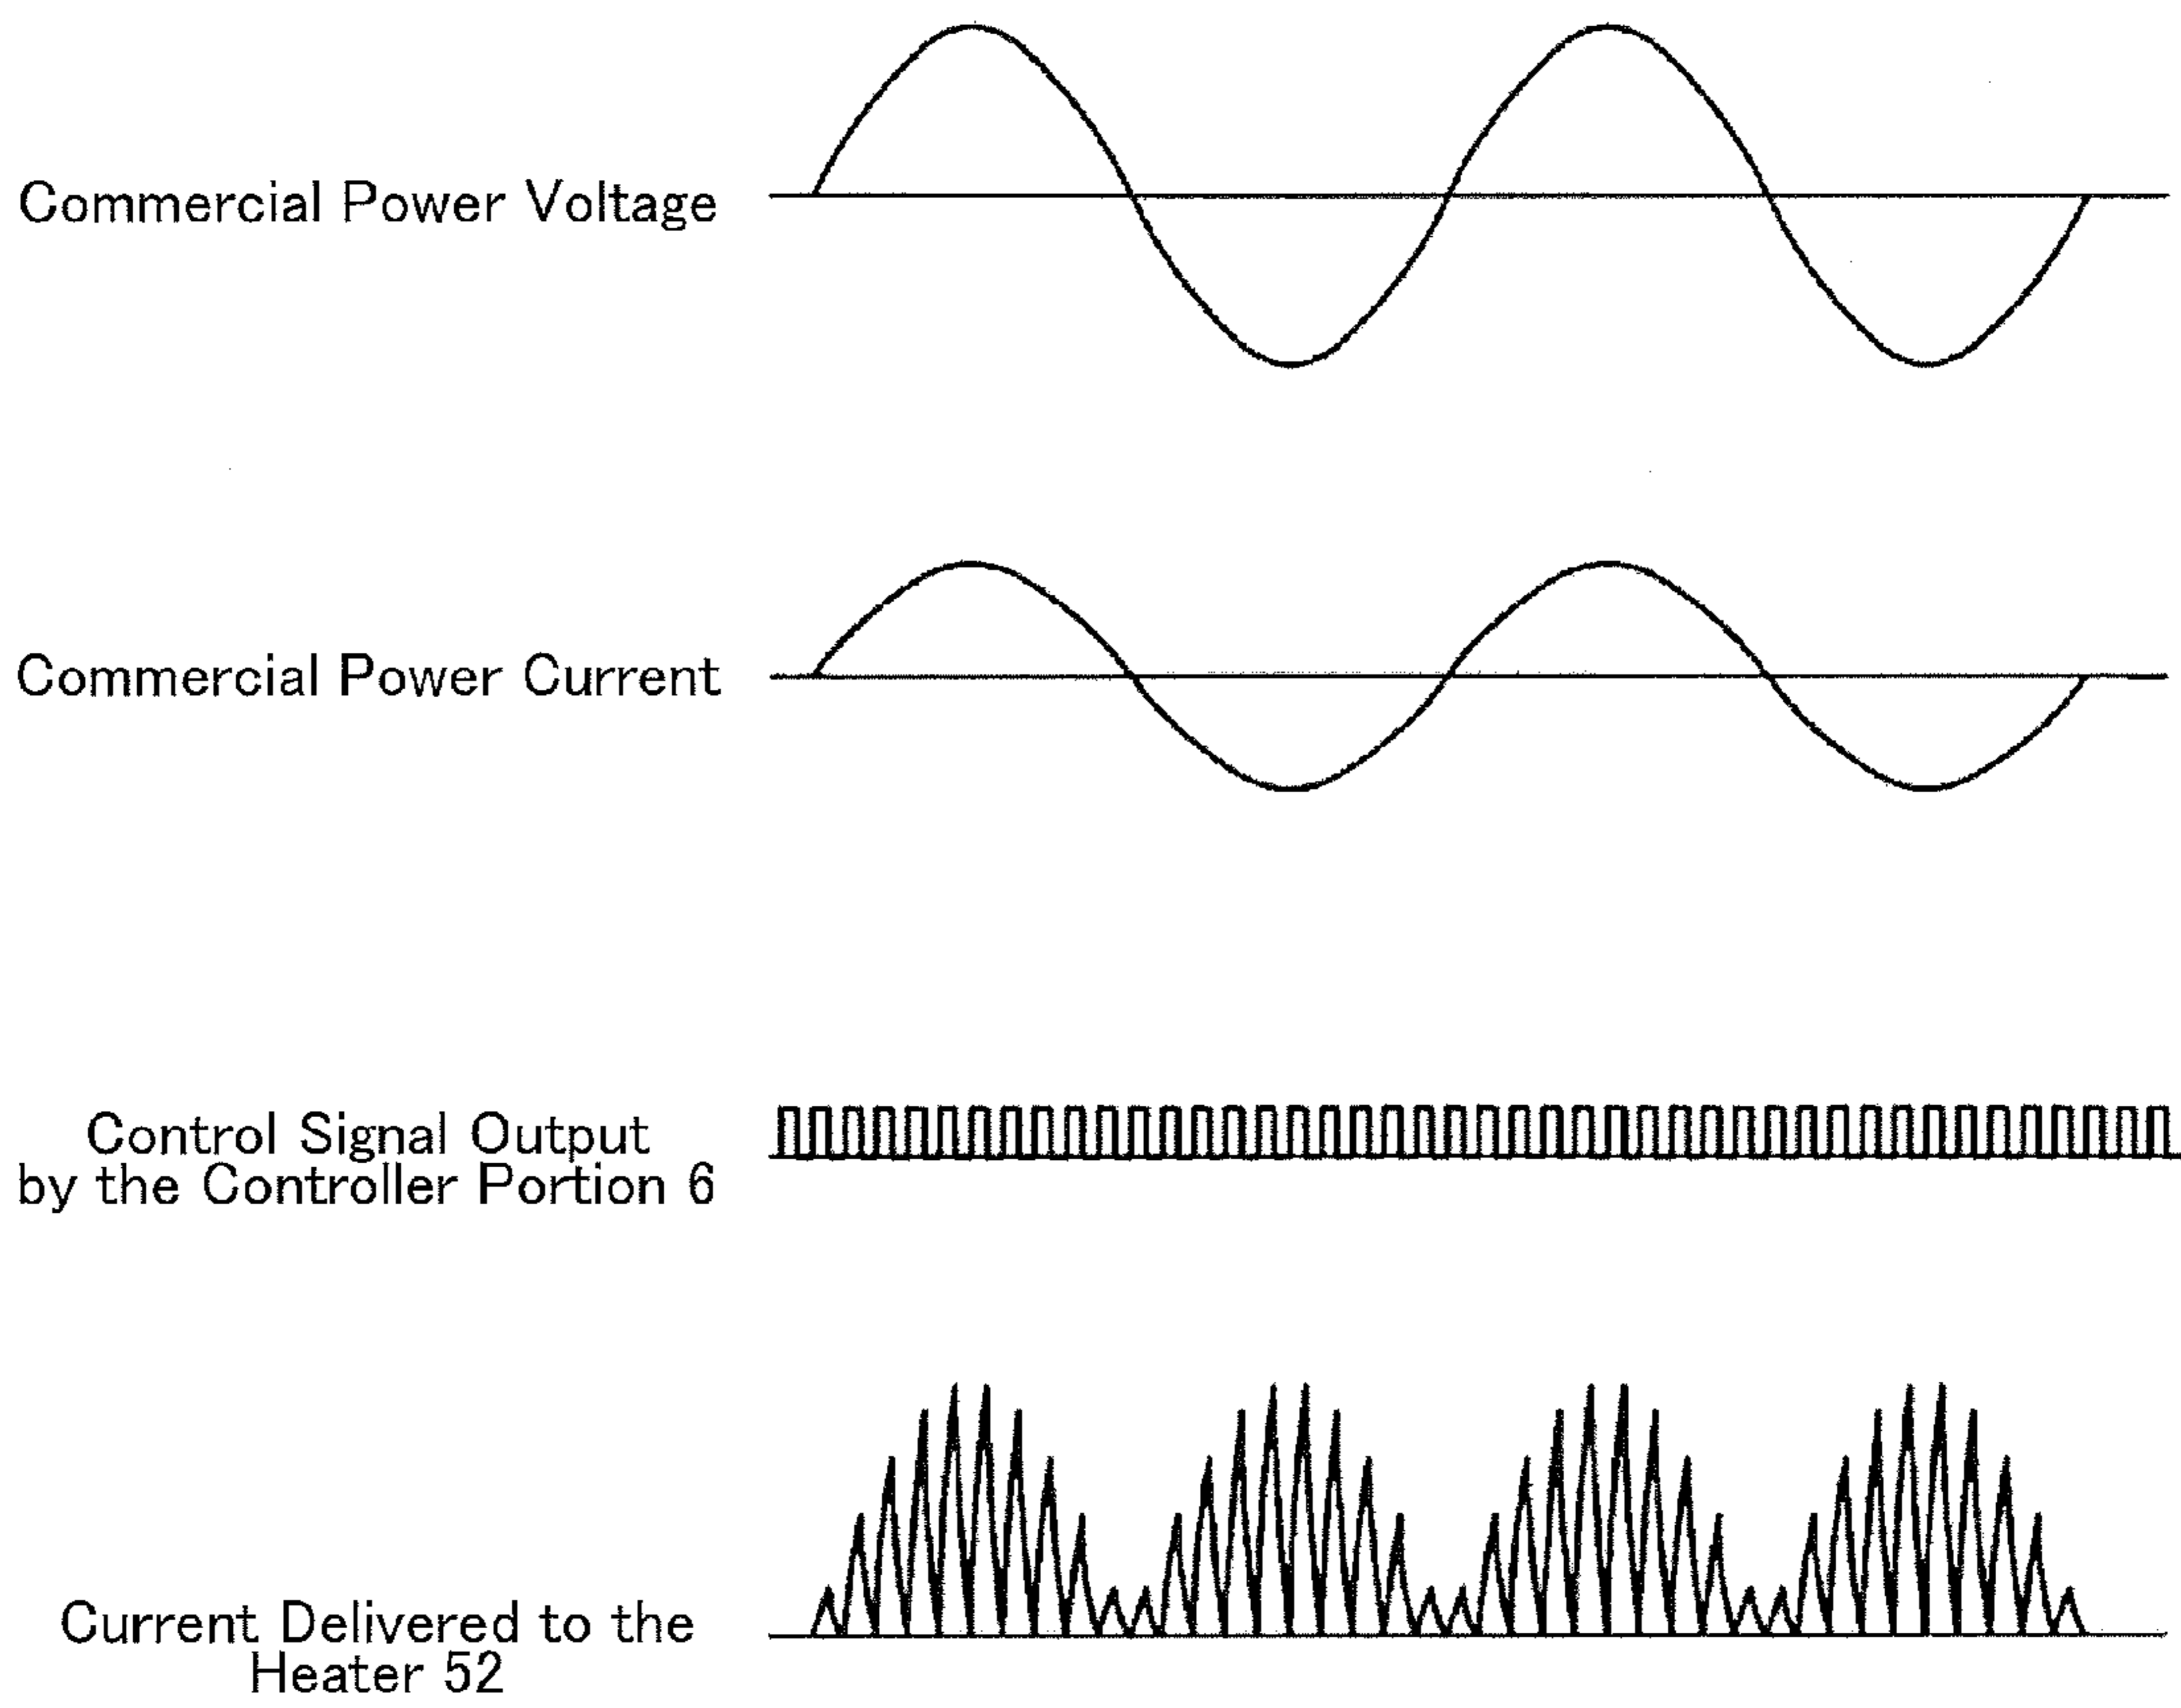 Commercial Power Voltage
Commercial Power Current
Control Signal Output
by the Controller Portion 6
Current Delivered to the
Heater 52